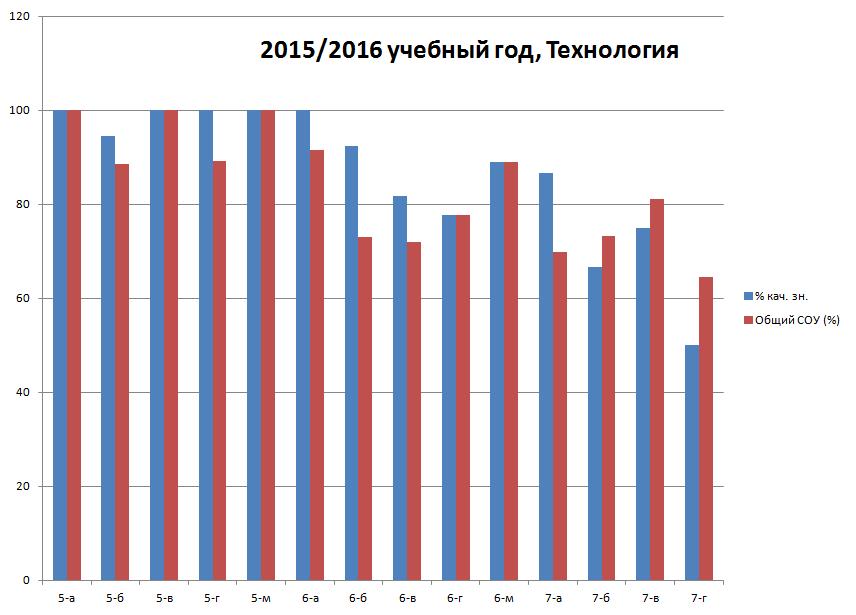 2015/2016 учебный год, Технология
120
100
80
60
40
20
0
5-а 5-б 5-в 5-г 5-м 6-а 6-б 6-в 6-г 6-м 7-а 7-б 7-в 7-г
% кач. зн.
Общий СОУ (%)